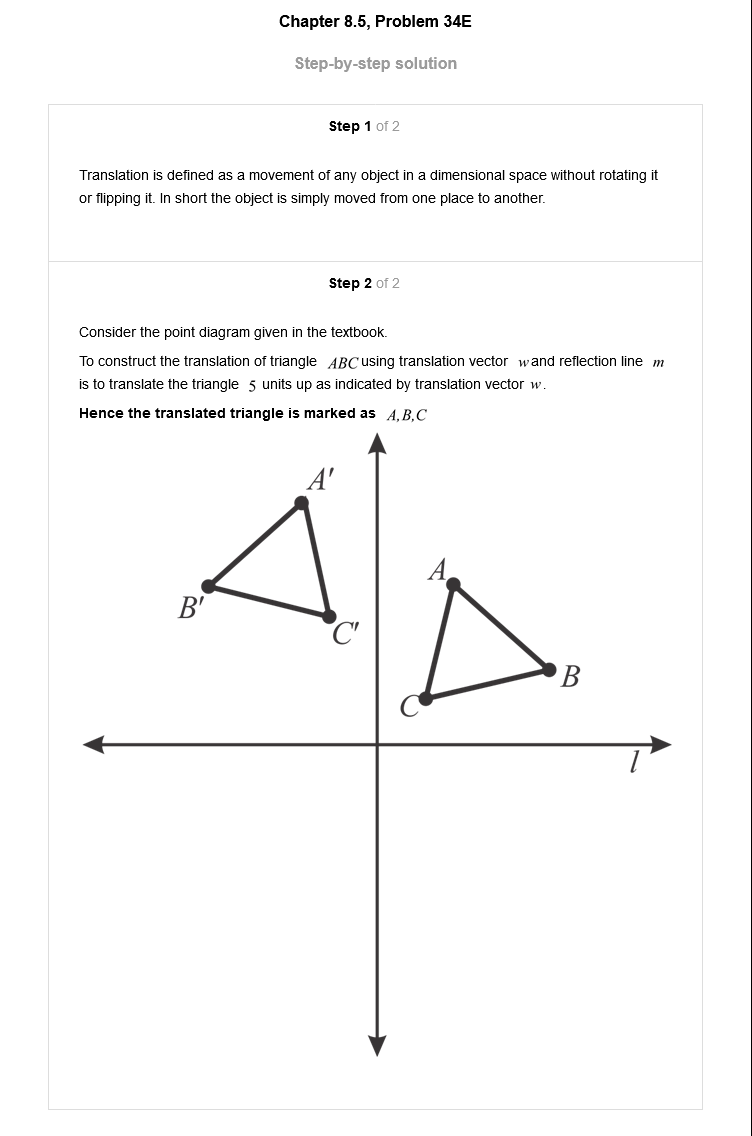 Chapter 8.5, Problem 34E
Step-by-step solution
Step 1 of 2
Translation is defined as a movement of any object in a dimensional space without rotating it
or flipping it. In short the object is simply moved from one place to another.
Step 2 of 2
Consider the point diagram given in the textbook.
To construct the translation of triangle ABC using translation vector w and reflection line m
is to translate the triangle 5 units up as indicated by translation vector w.
Hence the translated triangle is marked as A,B,C
A'
A
B'
C'
B
C
l